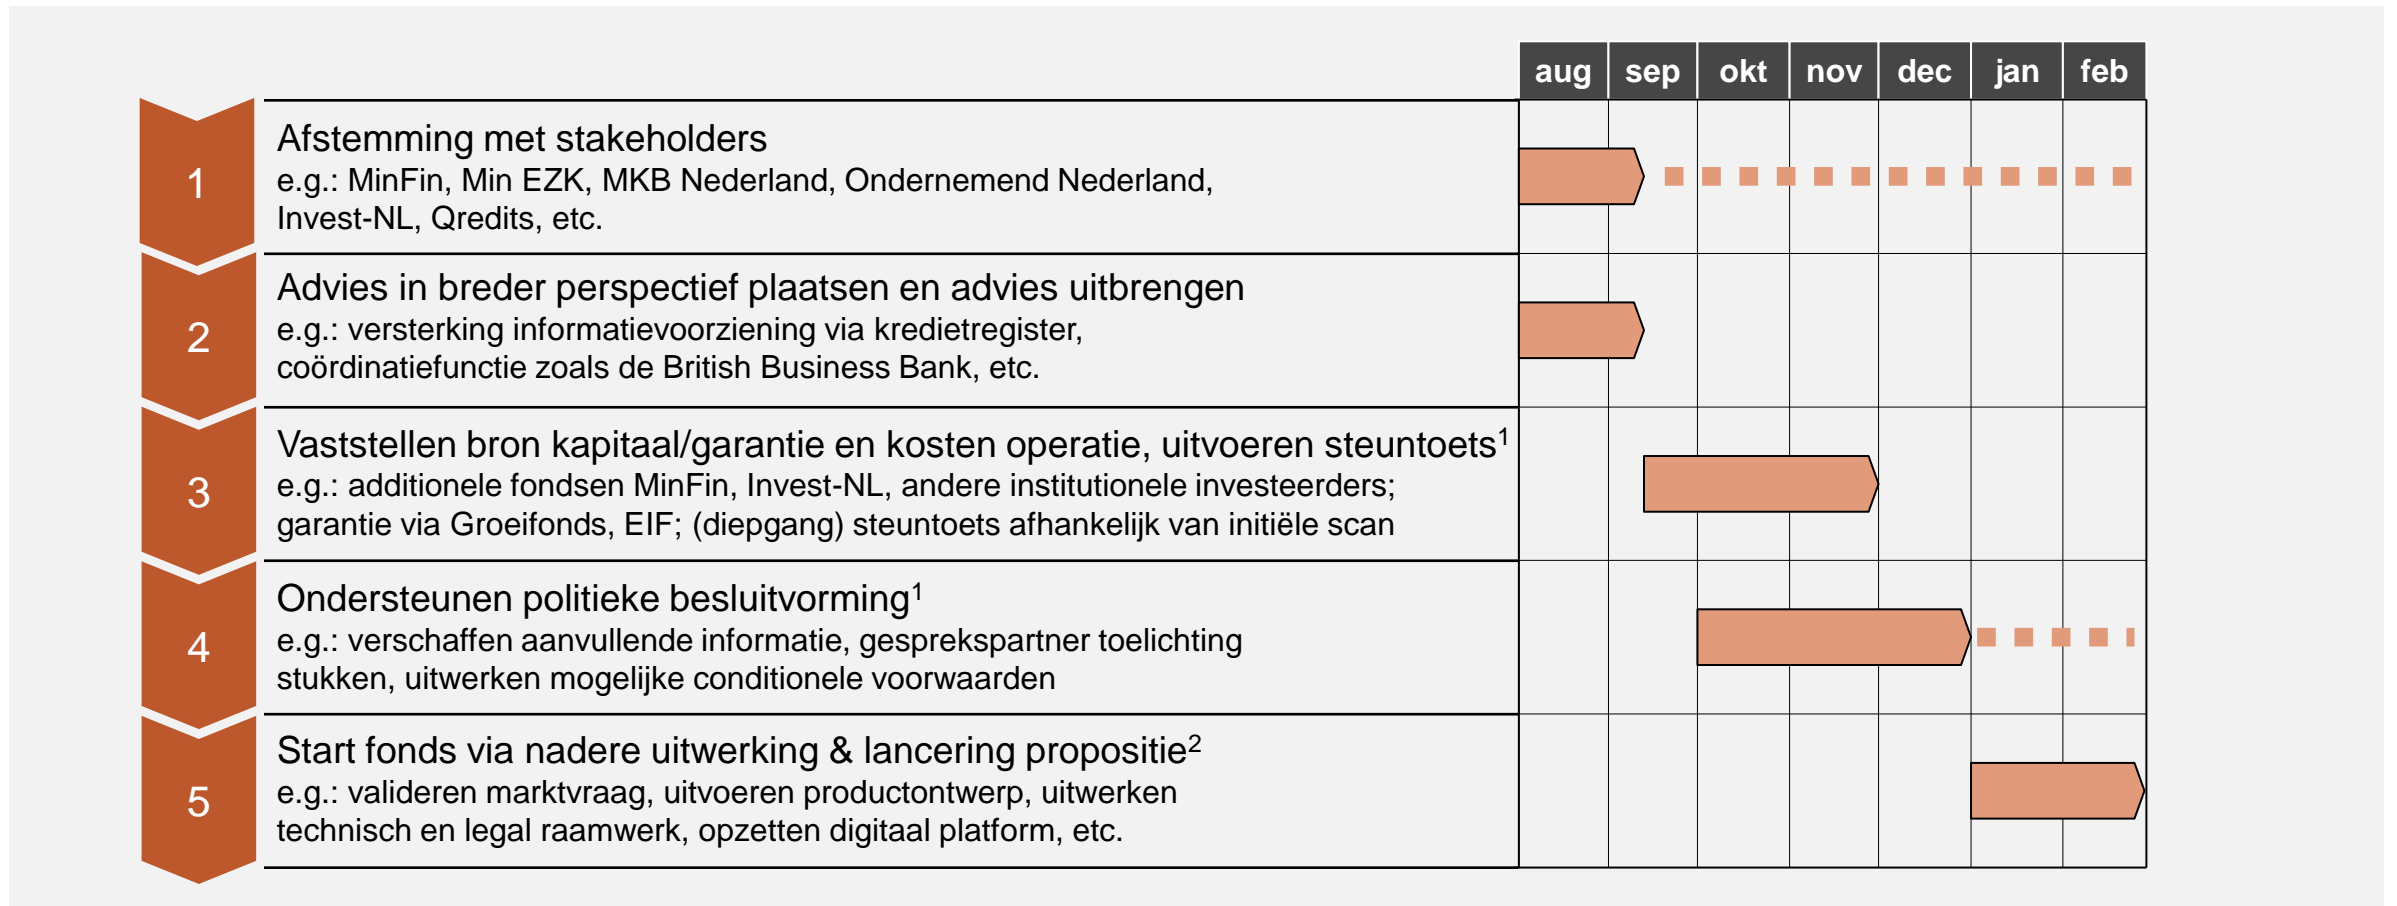 aug sep okt nov dec jan feb
1
Afstemming met stakeholders
e.g.: MinFin, Min EZK, MKB Nederland, Ondernemend Nederland,
Invest-NL, Qredits, etc.
2
Advies in breder perspectief plaatsen en advies uitbrengen
e.g.: versterking informatievoorziening via kredietregister,
coördinatiefunctie zoals de British Business Bank, etc.
3
Vaststellen bron kapitaal/garantie en kosten operatie, uitvoeren steuntoets¹
e.g.: additionele fondsen MinFin, Invest-NL, andere institutionele investeerders;
garantie via Groeifonds, EIF; (diepgang) steuntoets afhankelijk van initiële scan
4
Ondersteunen politieke besluitvorming¹
e.g.: verschaffen aanvullende informatie, gesprekspartner toelichting
stukken, uitwerken mogelijke conditionele voorwaarden
5
Start fonds via nadere uitwerking & lancering propositie²
e.g.: valideren marktvraag, uitvoeren productontwerp, uitwerken
technisch en legal raamwerk, opzetten digitaal platform, etc.